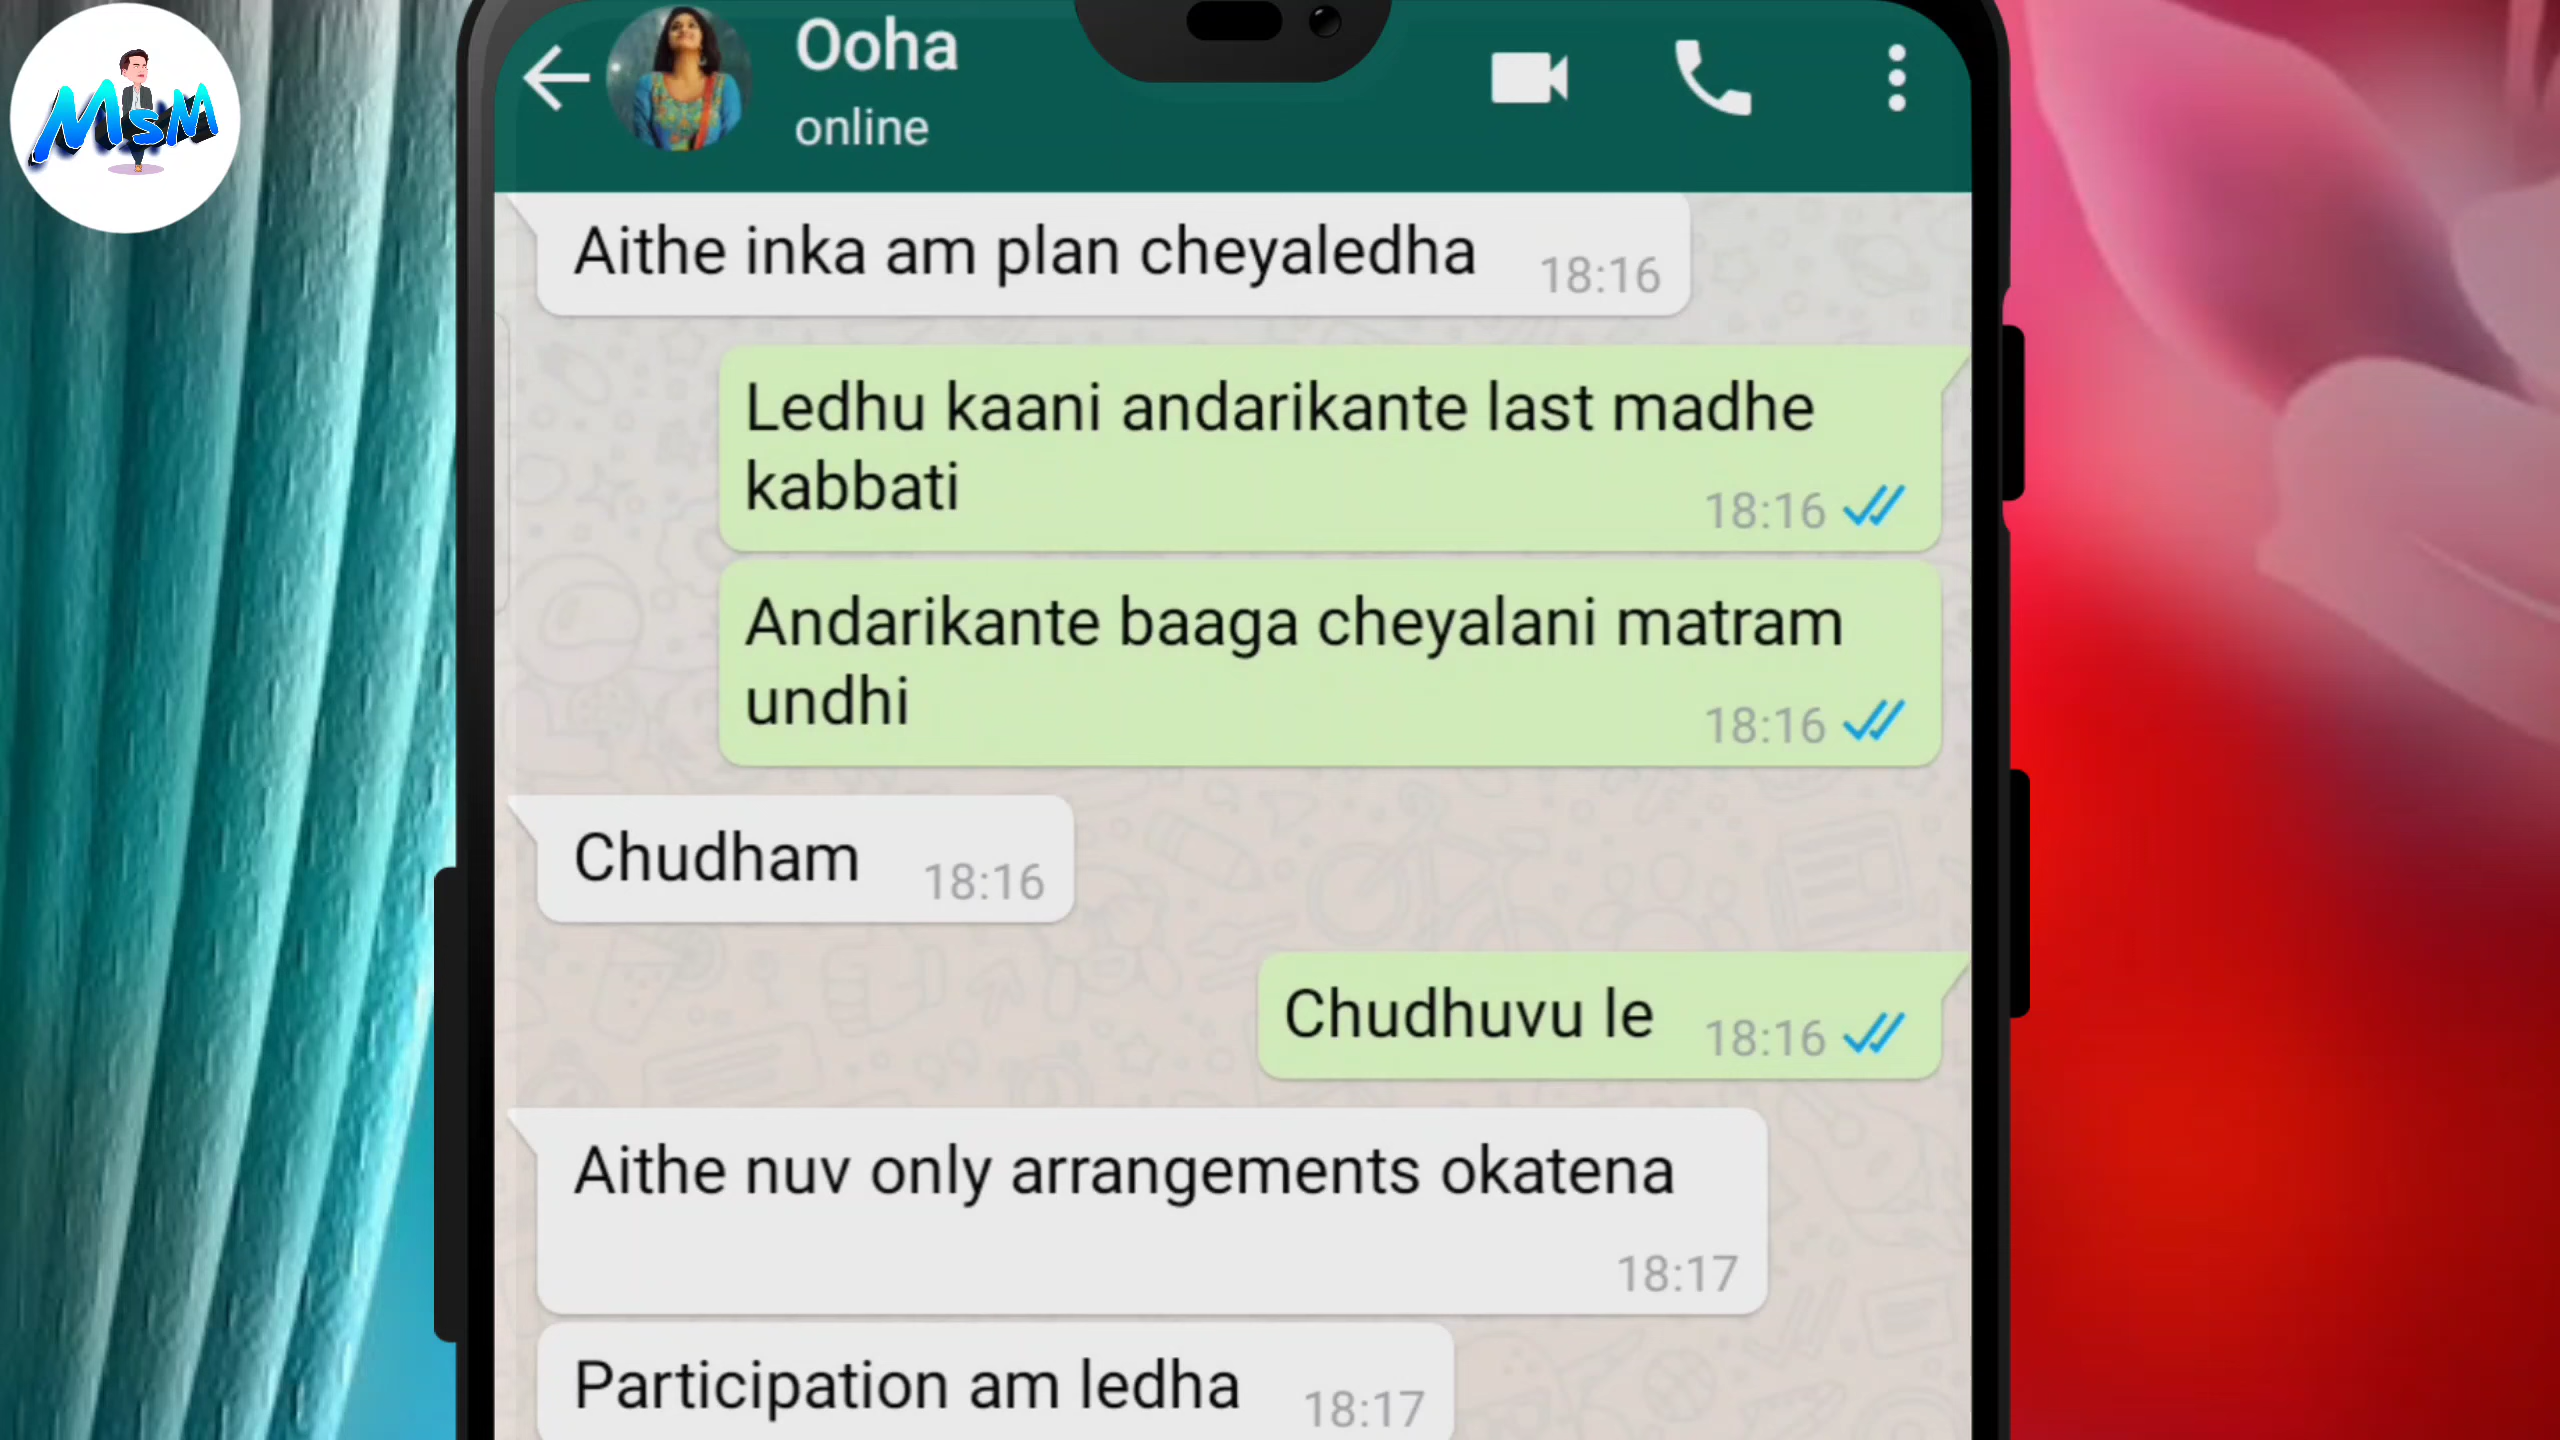 MsM
Ooha
online
Aithe inka am plan cheyaledha
18:16
Ledhu kaani andarikante last madhe
kabbati
18:16
Andarikante baaga cheyalani matram
undhi
18:16
Chudham
18:16
Chudhuvu le
18:16
Aithe nuv only arrangements okatena
18:17
Participation am ledha
18:17